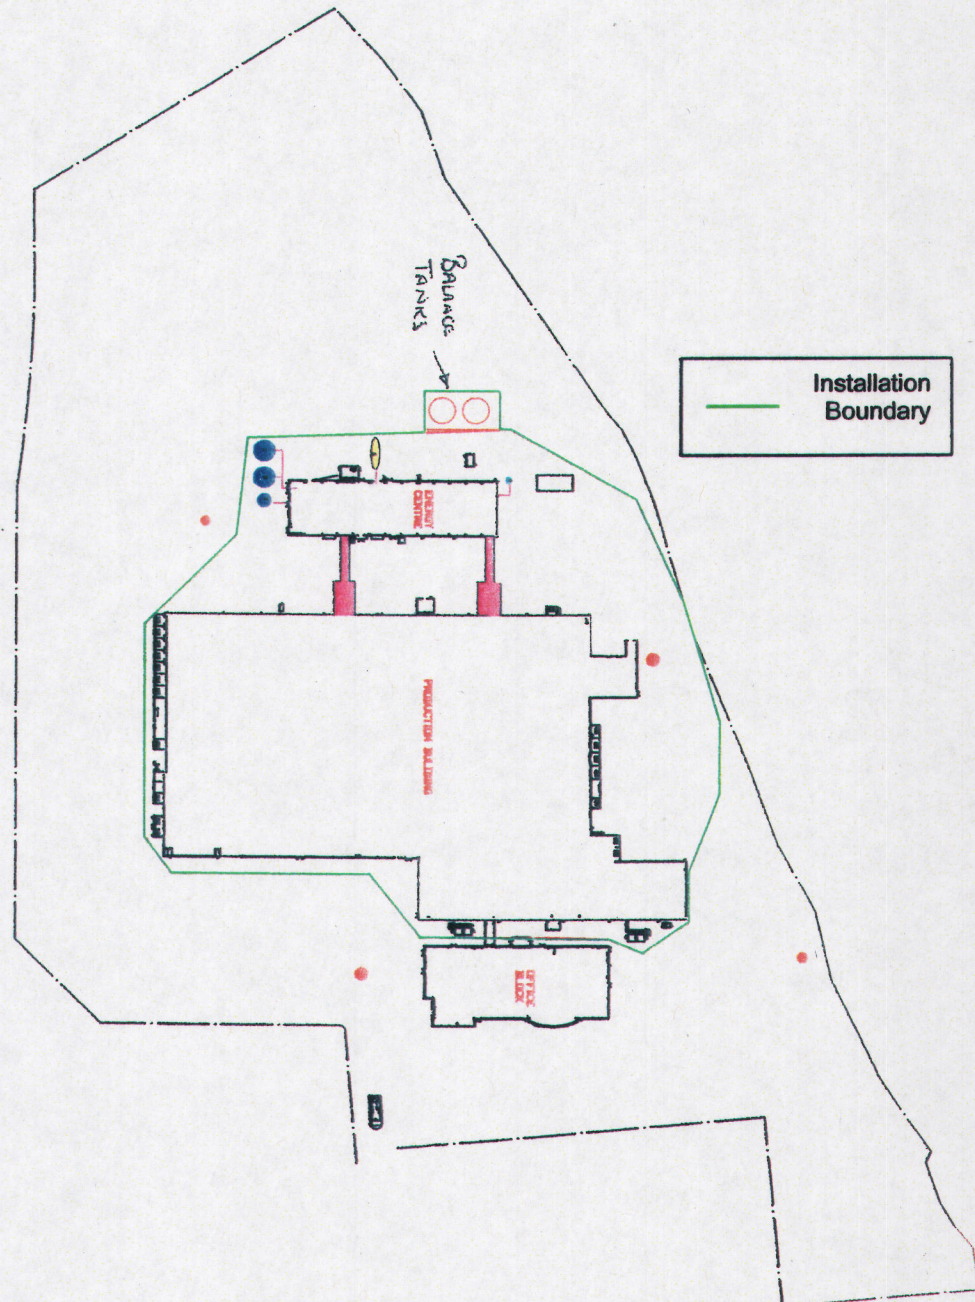 Installation
Boundary
BALANCE
TANKS
ENERGY
CENTRE
PRODUCTION BUILDING
OFFICE
BLOCK